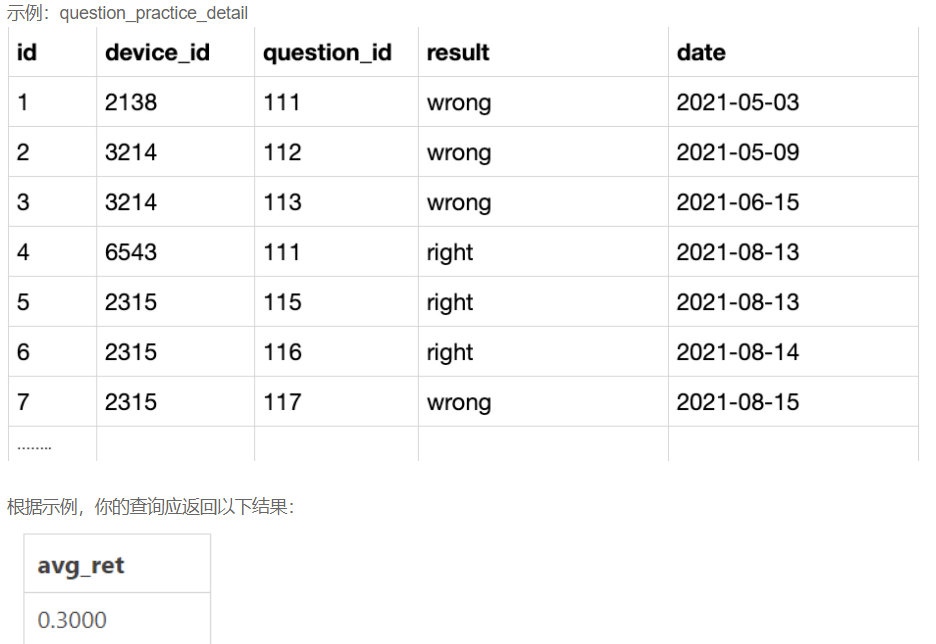 示例：question_practice_detail
id device_id question_id result date
1 2138 111 wrong 2021-05-03
2 3214 112 wrong 2021-05-09
3 3214 113 wrong 2021-06-15
4 6543 111 right 2021-08-13
5 2315 115 right 2021-08-13
6 2315 116 right 2021-08-14
7 2315 117 wrong 2021-08-15
........
根据示例，你的查询应返回以下结果：
avg_ret
0.3000